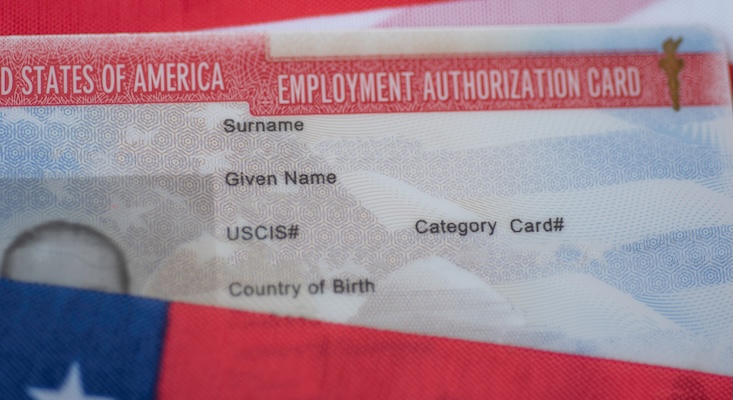 D STATES OF AMERICA EMPLOYMENT AUTHORIZATION CARD
Surname
Given Name
USCIS# Category Card#
Country of Birth